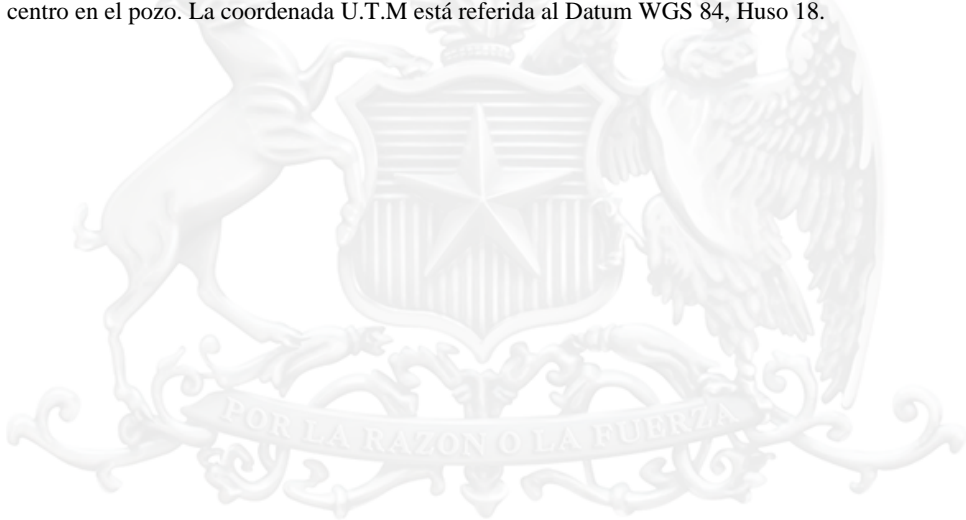 centro en el pozo. La coordenada U.T.M está referida al Datum WGS 84, Huso 18.
POR LA RAZON O LA FUERZA